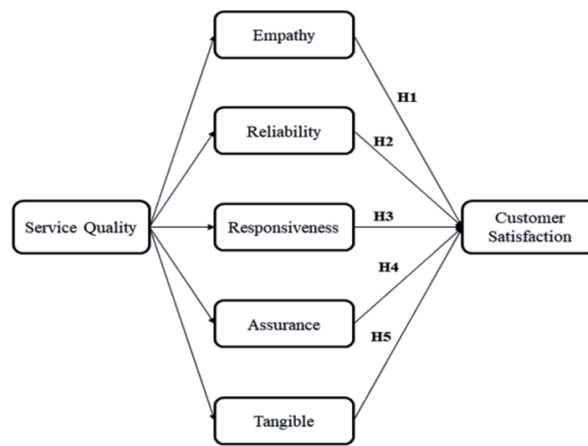 Empathy
H1
Reliability
H2
Service Quality
Responsiveness
H3
Customer
Satisfaction
H4
Assurance
H5
Tangible